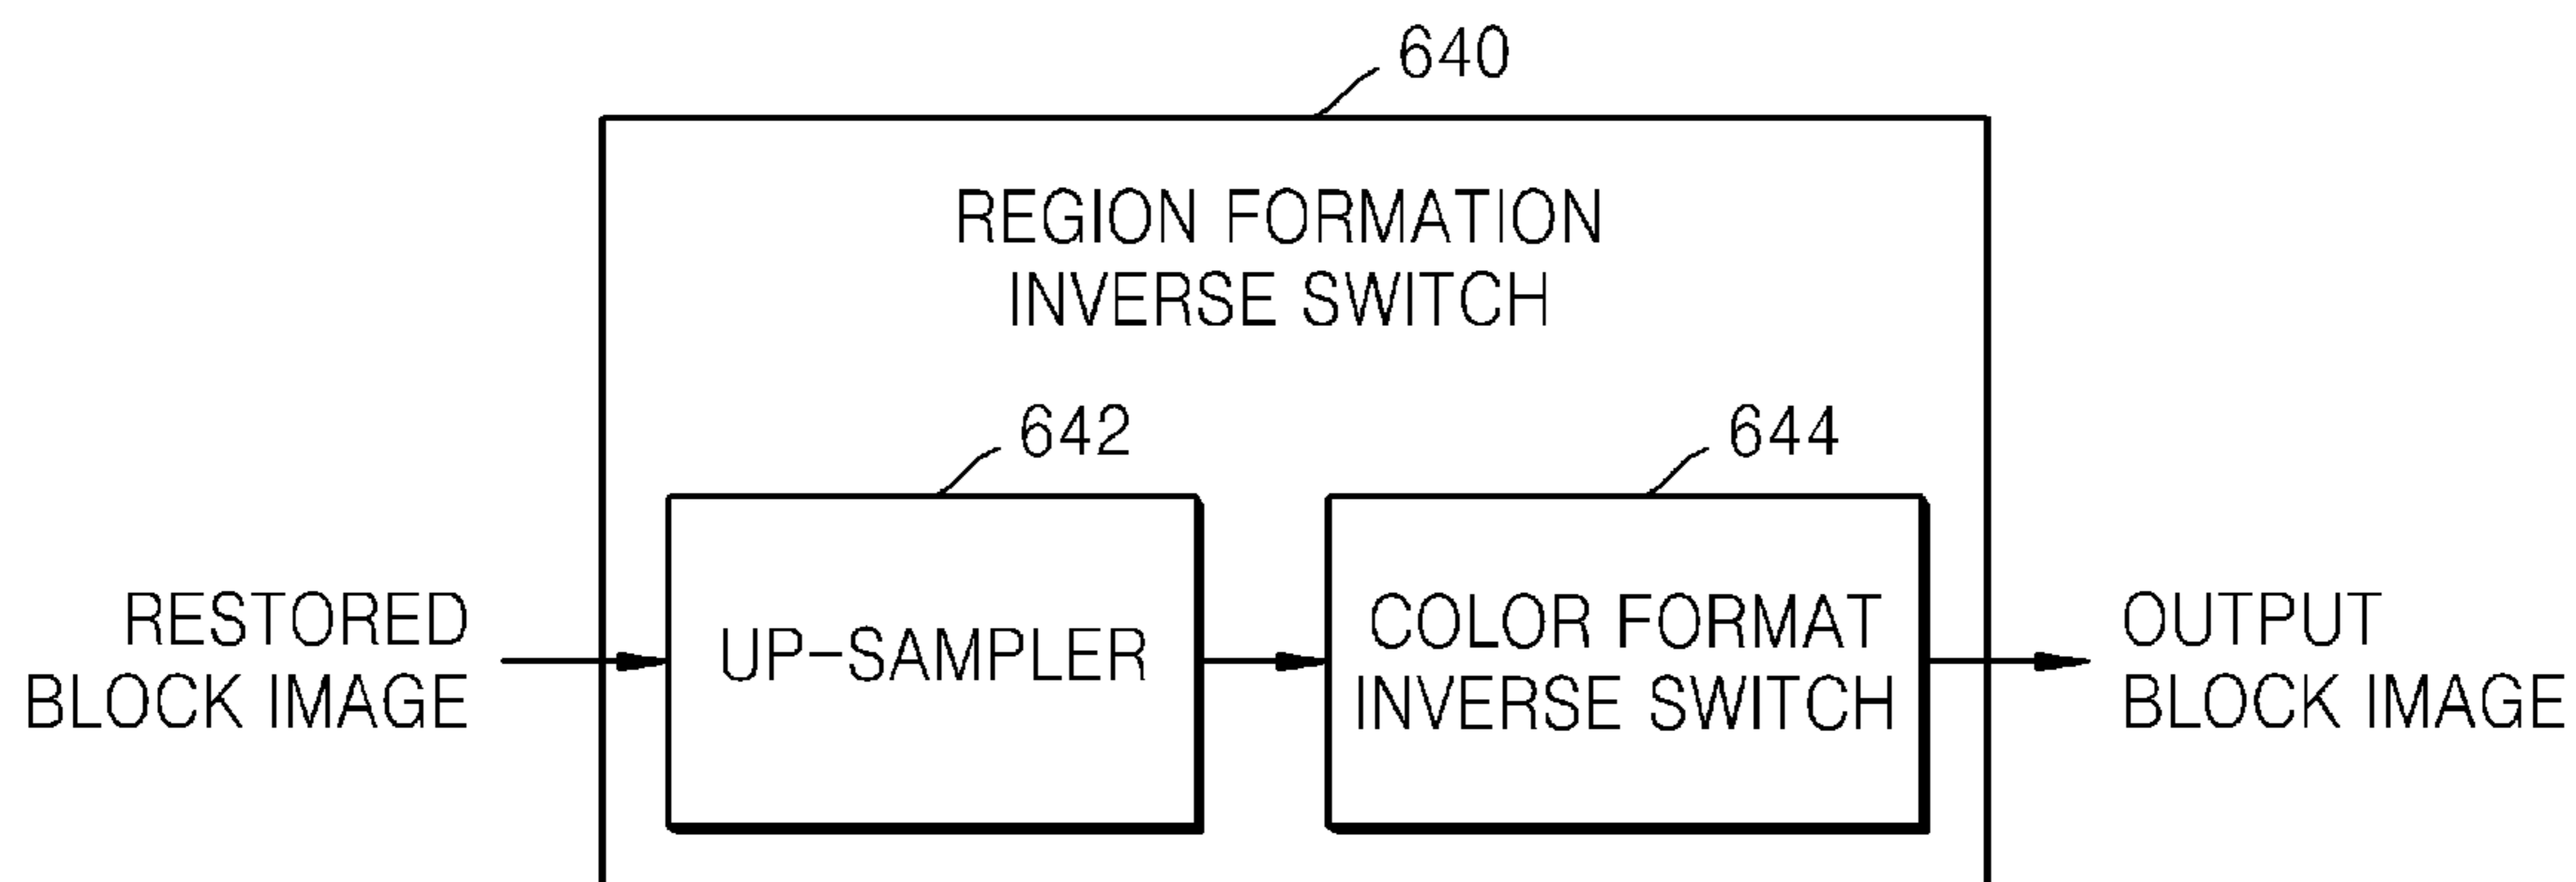 640
REGION FORMATION
INVERSE SWITCH
642
644
RESTORED
BLOCK IMAGE
UP-SAMPLER
COLOR FORMAT
INVERSE SWITCH
OUTPUT
BLOCK IMAGE